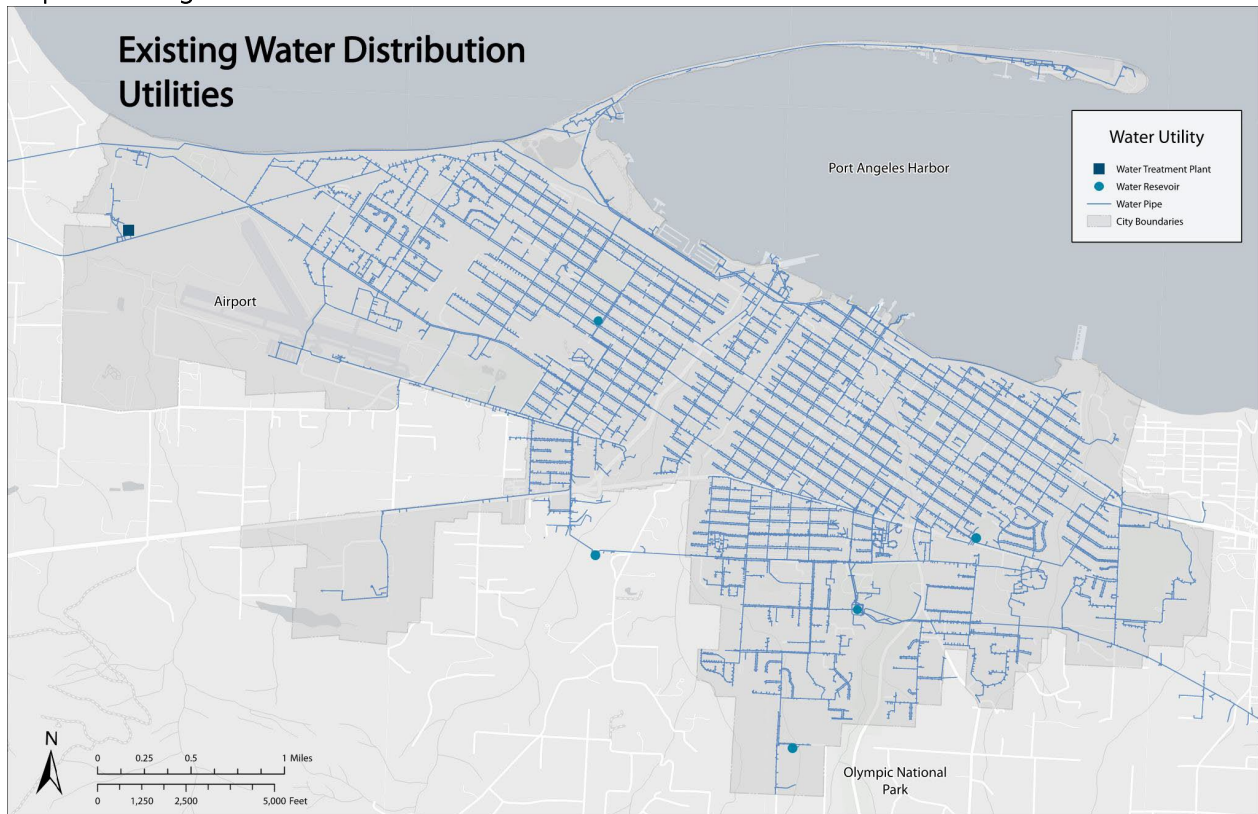 Existing Water Distribution
Utilities
Port Angeles Harbor
Water Utility
Water Treatment Plant
Water Resevoir
Water Pipe
City Boundaries
Airport
N
0 0.25 0.5 1 Miles
0 1,250 2,500 5,000 Feet
Olympic National
Park